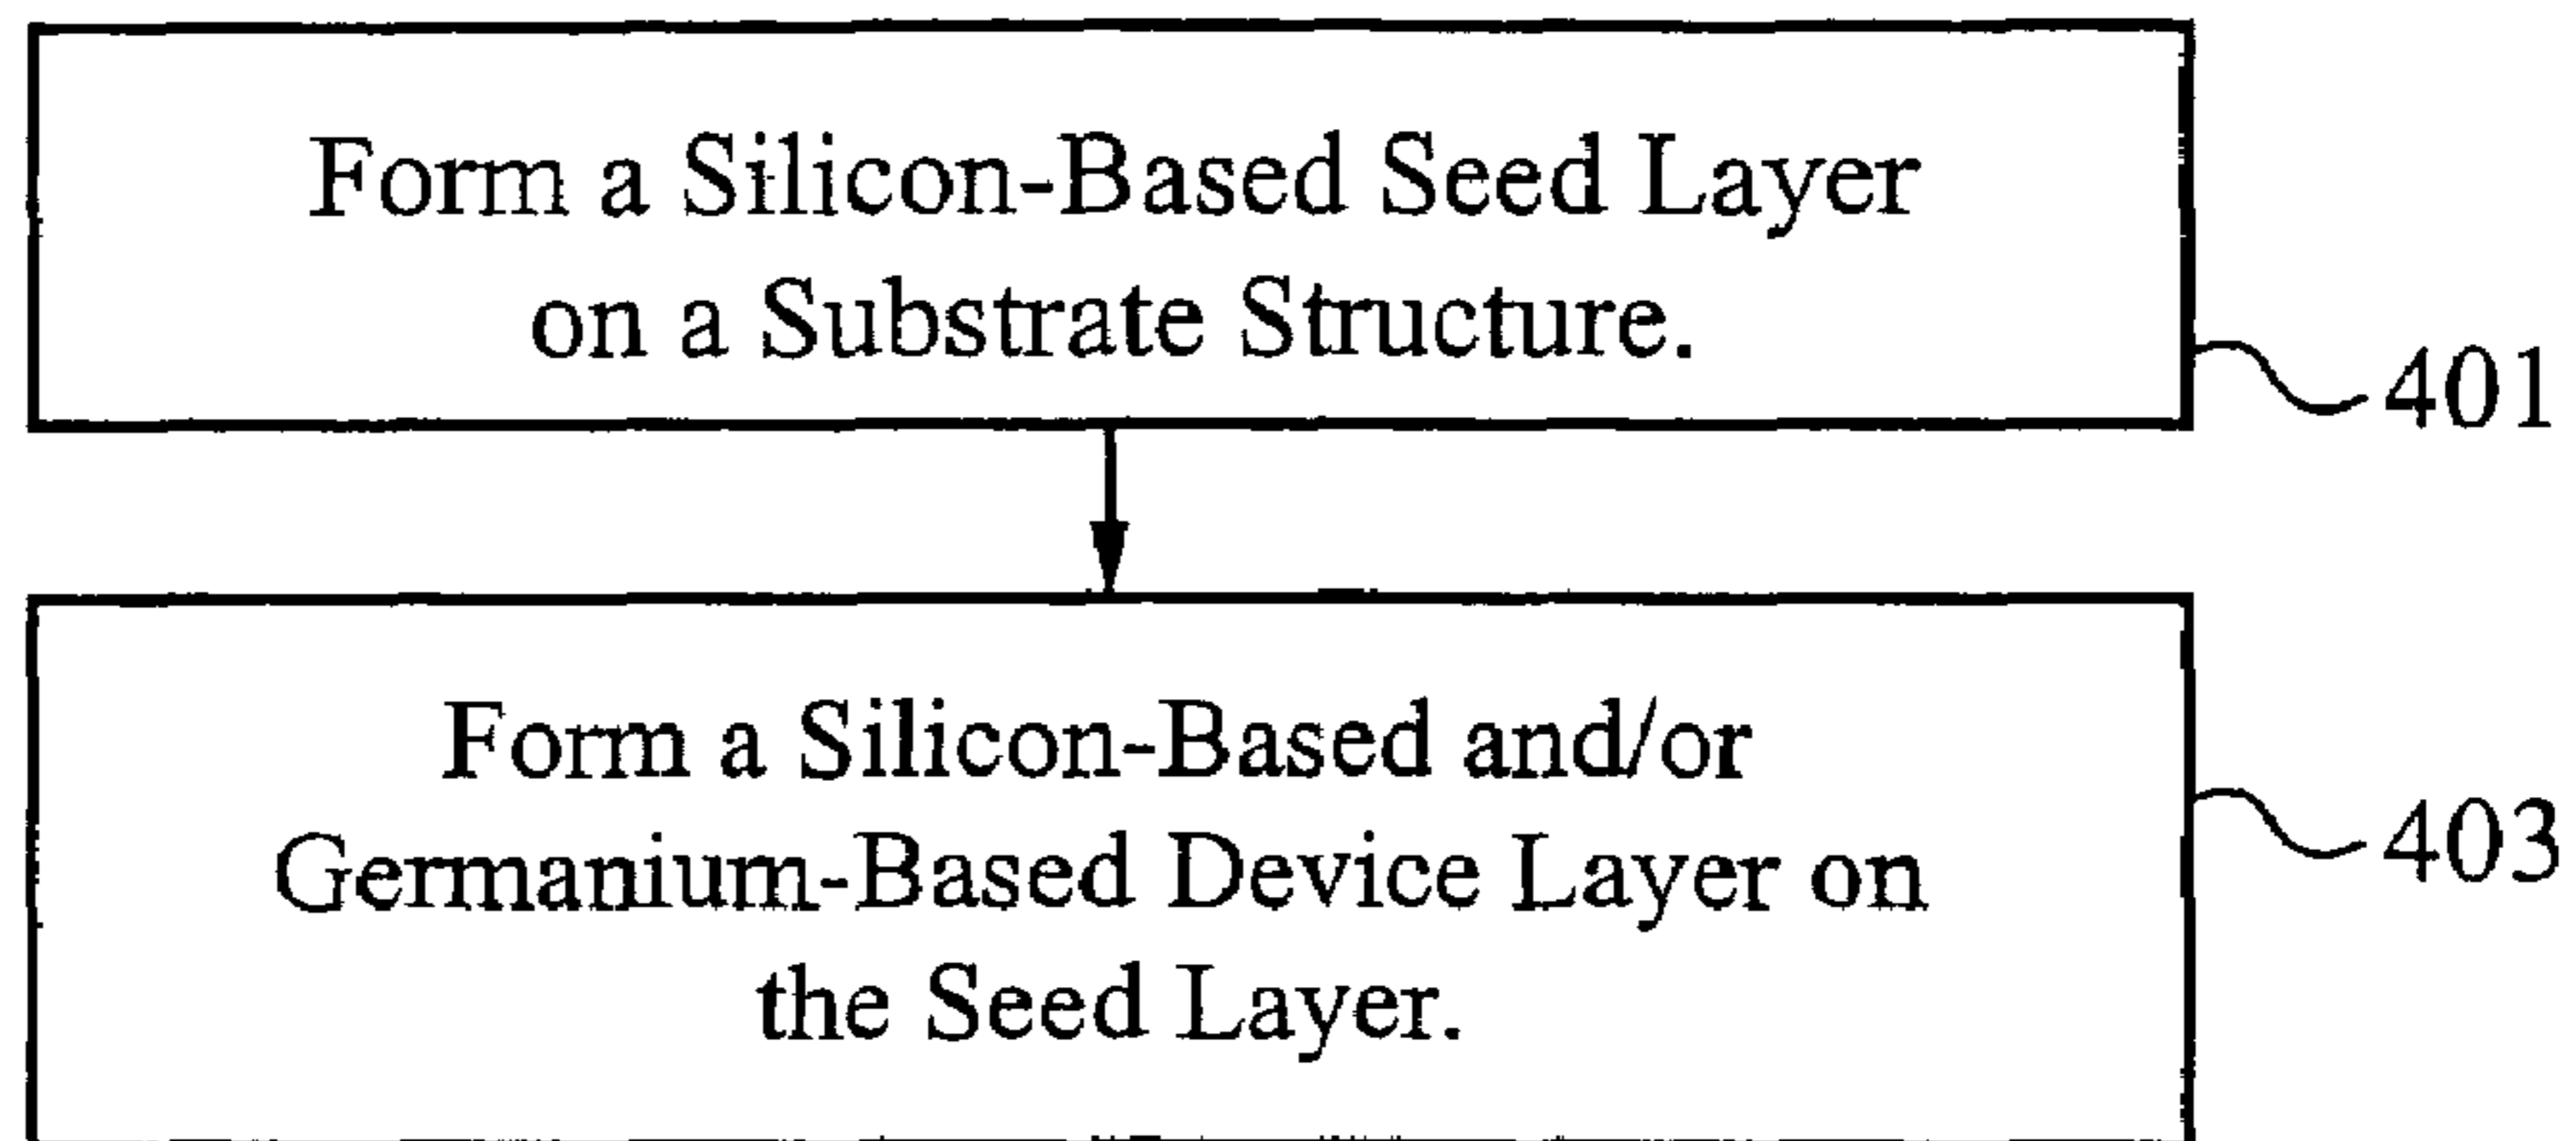 Form a Silicon-Based Seed Layer
on a Substrate Structure.
401
Form a Silicon-Based and/or
Germanium-Based Device Layer on
the Seed Layer.
403